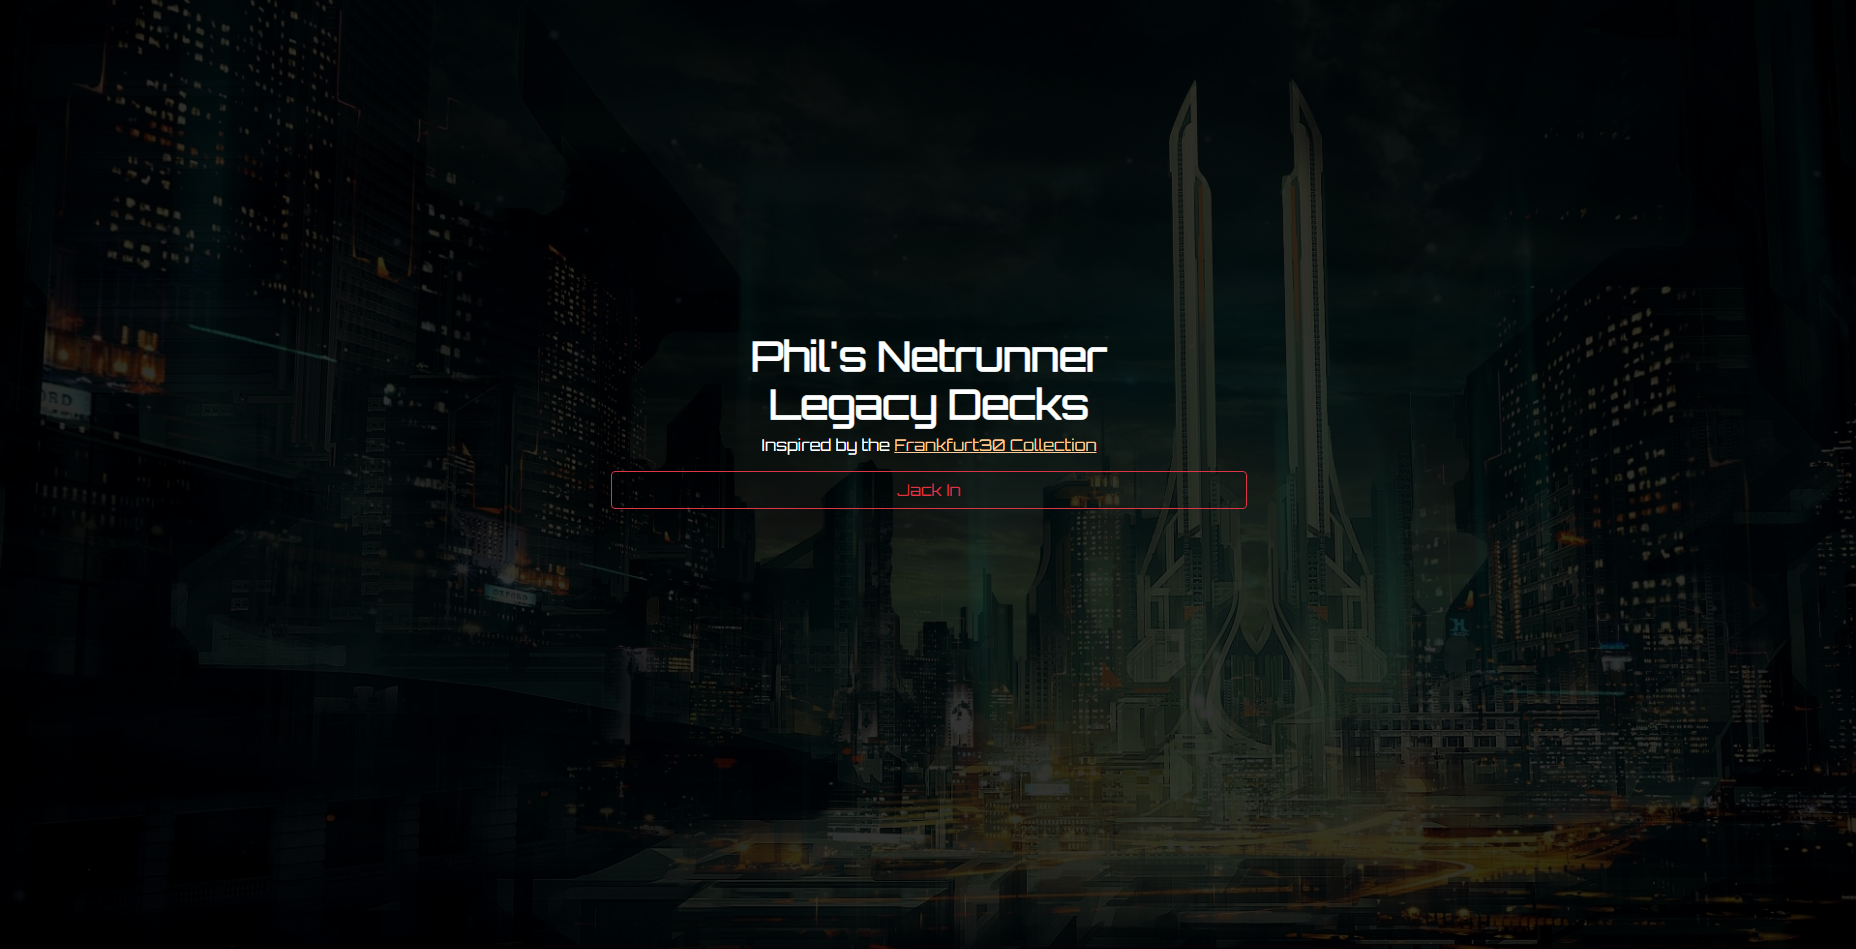 Phil's Netrunner
Legacy Decks
Inspired by the Frankfurt30 Collection
Jack In